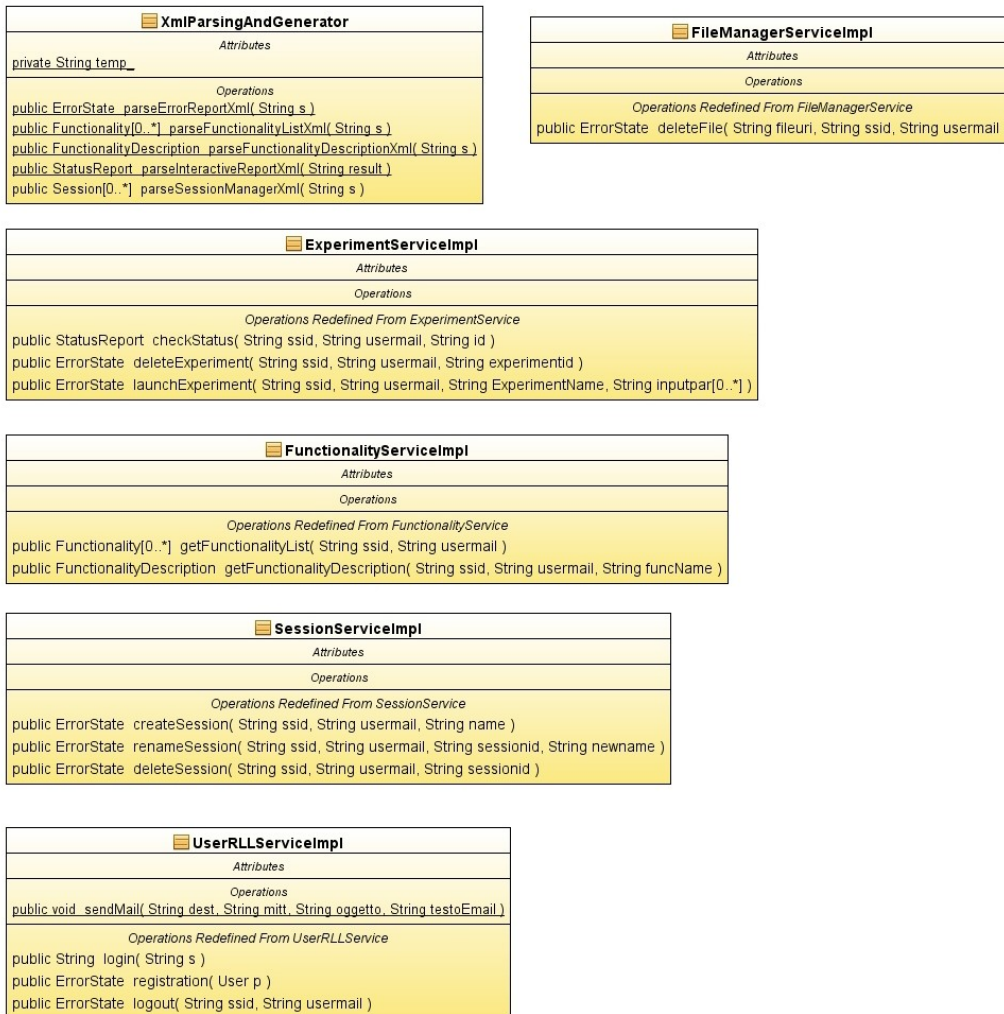 XmlParsingAndGenerator
Attributes
private String temp_
Operations
public ErrorState parseErrorReportXml( String s )
public Functionality[0..*] parseFunctionalityListXml( String s )
public FunctionalityDescription parseFunctionalityDescriptionXml( String s )
public StatusReport parseInteractiveReportXml( String result )
public Session[0..*] parseSessionManagerXml( String s )
FileManagerServiceImpl
Attributes
Operations
Operations Redefined From FileManagerService
public ErrorState deleteFile( String fileuri, String ssid, String usermail
ExperimentServiceImpl
Attributes
Operations
Operations Redefined From ExperimentService
public StatusReport checkStatus( String ssid, String usermail, String id )
public ErrorState deleteExperiment( String ssid, String usermail, String experimentid )
public ErrorState launchExperiment( String ssid, String usermail, String ExperimentName, String inputpar[0..*] )
FunctionalityServiceImpl
Attributes
Operations
Operations Redefined From FunctionalityService
public Functionality[0..*] getFunctionalityList( String ssid, String usermail )
public FunctionalityDescription getFunctionalityDescription( String ssid, String usermail, String funcName )
SessionServiceImpl
Attributes
Operations
Operations Redefined From SessionService
public ErrorState createSession( String ssid, String usermail, String name )
public ErrorState renameSession( String ssid, String usermail, String sessionid, String newname )
public ErrorState deleteSession( String ssid, String usermail, String sessionid )
UserRLLServiceImpl
Attributes
Operations
public void sendMail( String dest, String mitt, String oggetto, String testoEmail )
Operations Redefined From UserRLLService
public String login( String s )
public ErrorState registration( User p )
public ErrorState logout( String ssid, String usermail )